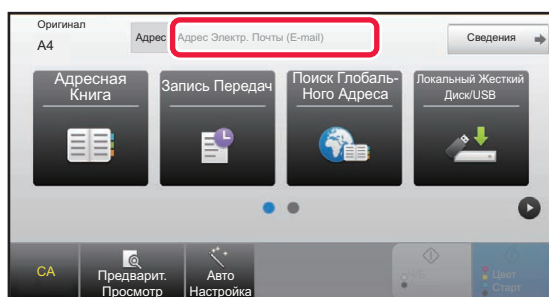 Оригинал
A4
Адрес
Адрес Электр. Почты (E-mail)
Сведения
Адресная
Книга
Запись Передач
Поиск Глобаль-
Ного Адреса
Локальный Жесткий
Диск/USB
CA
Предварит.
Просмотр
Авто
Настройка
Ч/Б
Старт
Цвет
Старт